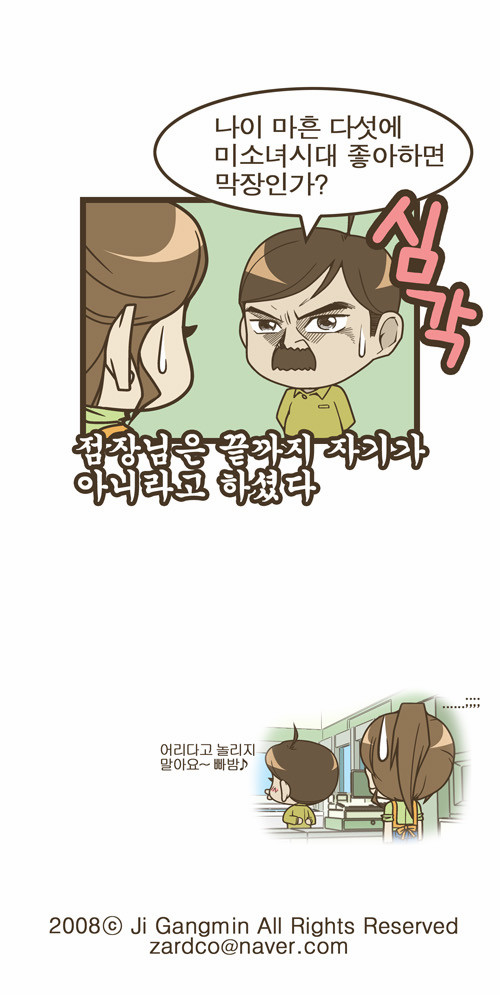 나이 마흔 다섯에
미소녀시대 좋아하면
막장인가?
심각
점장님은 끝까지 자기가
아니라고 하셨다
......;;;;
어리다고 놀리지
말아요~ 빠밤♪
2008ⓒ Ji Gangmin All Rights Reserved
zardco@naver.com